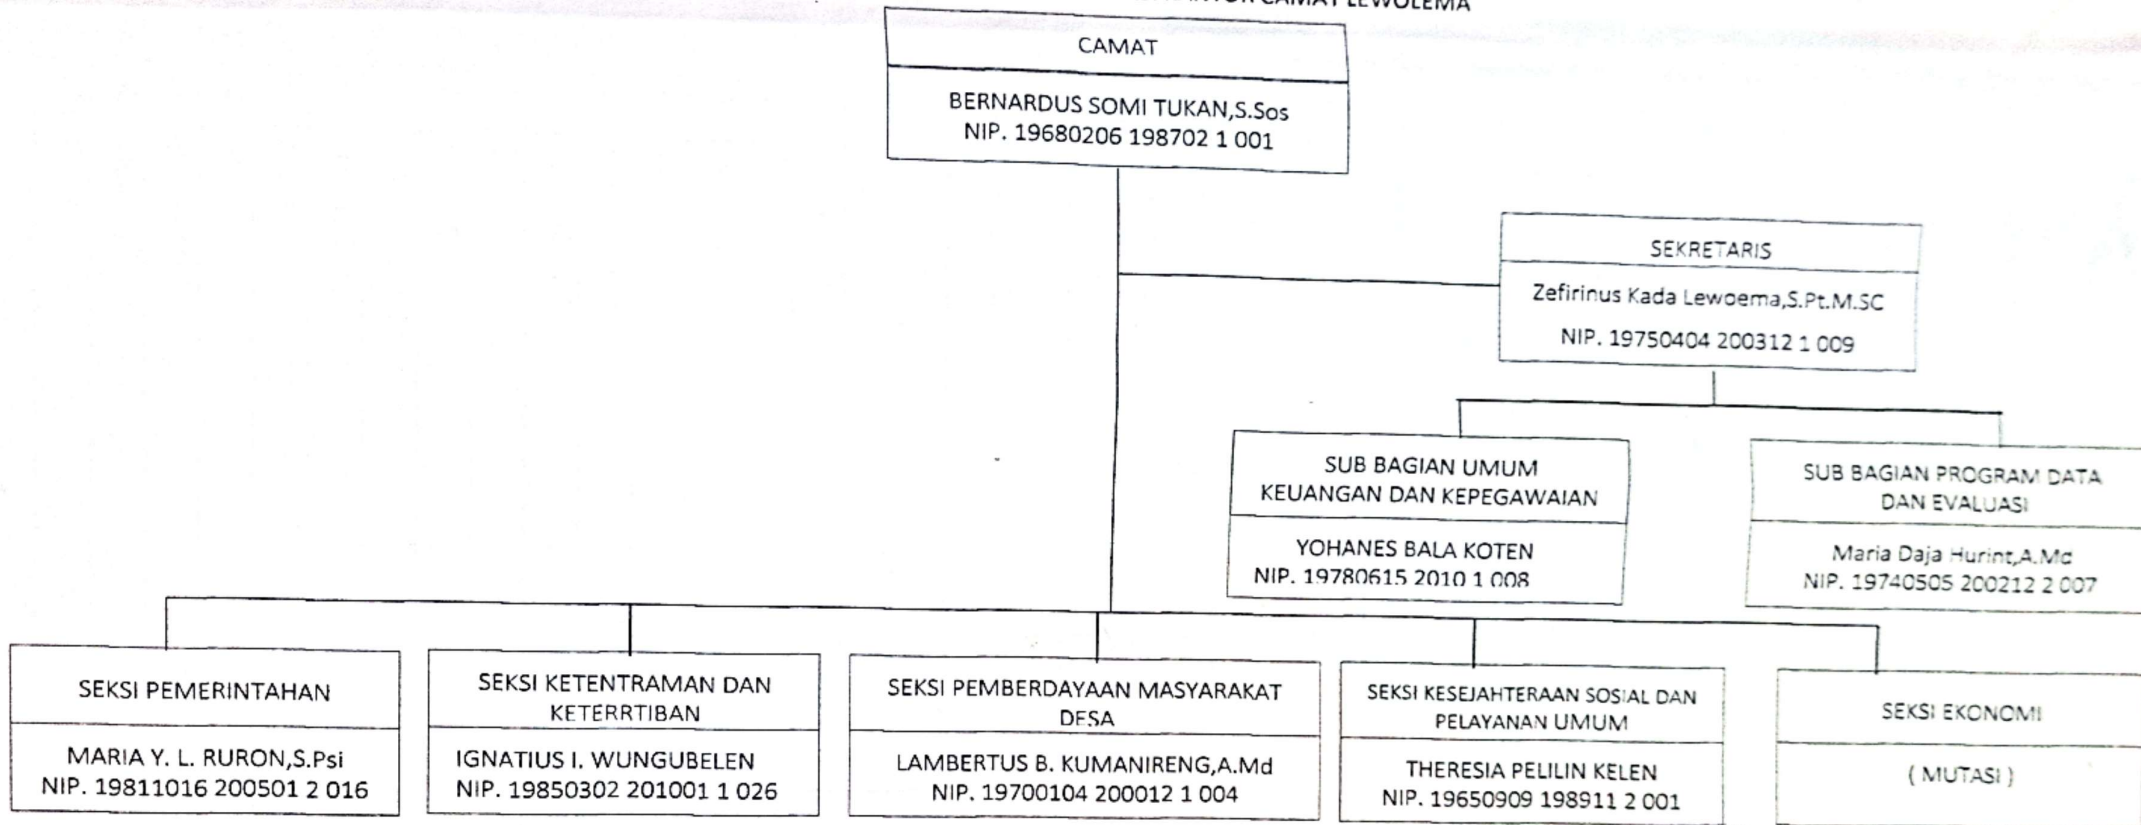 CAMAT LEWOLEMA
CAMAT
BERNARDUS SOMI TUKAN,S.Sos
NIP. 19680206 198702 1 001
SEKRETARIS
Zefirinus Kada Lewoema,S.Pt.M.SC
NIP. 19750404 200312 1 009
SUB BAGIAN UMUM
KEUANGAN DAN KEPEGAWAIAN
YOHANES BALA KOTEN
NIP. 19780615 2010 1 008
SUB BAGIAN PROGRAM DATA
DAN EVALUASI
Maria Daja Hurint,A.Md
NIP. 19740505 200212 2 007
SEKSI PEMERINTAHAN
MARIA Y. L. RURON,S.Psi
NIP. 19811016 200501 2 016
SEKSI KETENTRAMAN DAN
KETERRTIBAN
IGNATIUS I. WUNGUBELEN
NIP. 19850302 201001 1 026
SEKSI PEMBERDAYAAN MASYARAKAT
DESA
LAMBERTUS B. KUMANIRENG,A.Md
NIP. 19700104 200012 1 004
SEKSI KESEJAHTERAAN SOSIAL DAN
PELAYANAN UMUM
THERESIA PELILIN KELEN
NIP. 19650909 198911 2 001
SEKSI EKONOMI
( MUTASI )